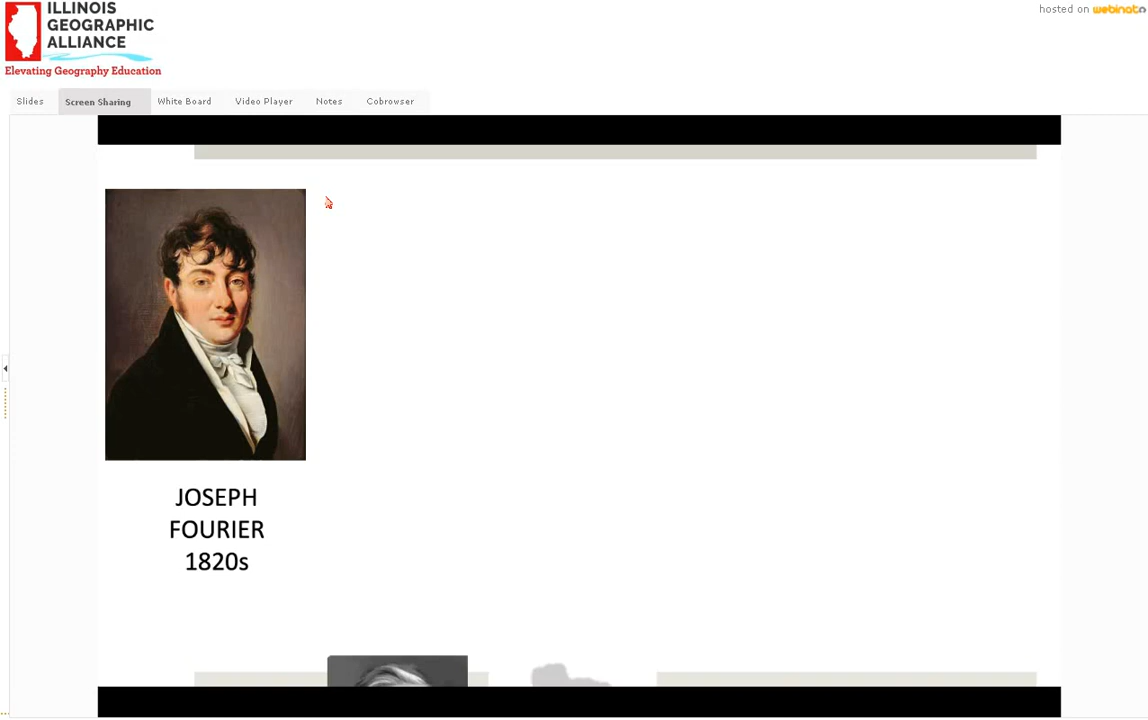 ILLINOIS
GEOGRAPHIC
ALLIANCE
Elevating Geography Education
hosted on webinato
Slides
Screen Sharing
White Board
Video Player
Notes
Cobrowser
JOSEPH
FOURIER
1820s